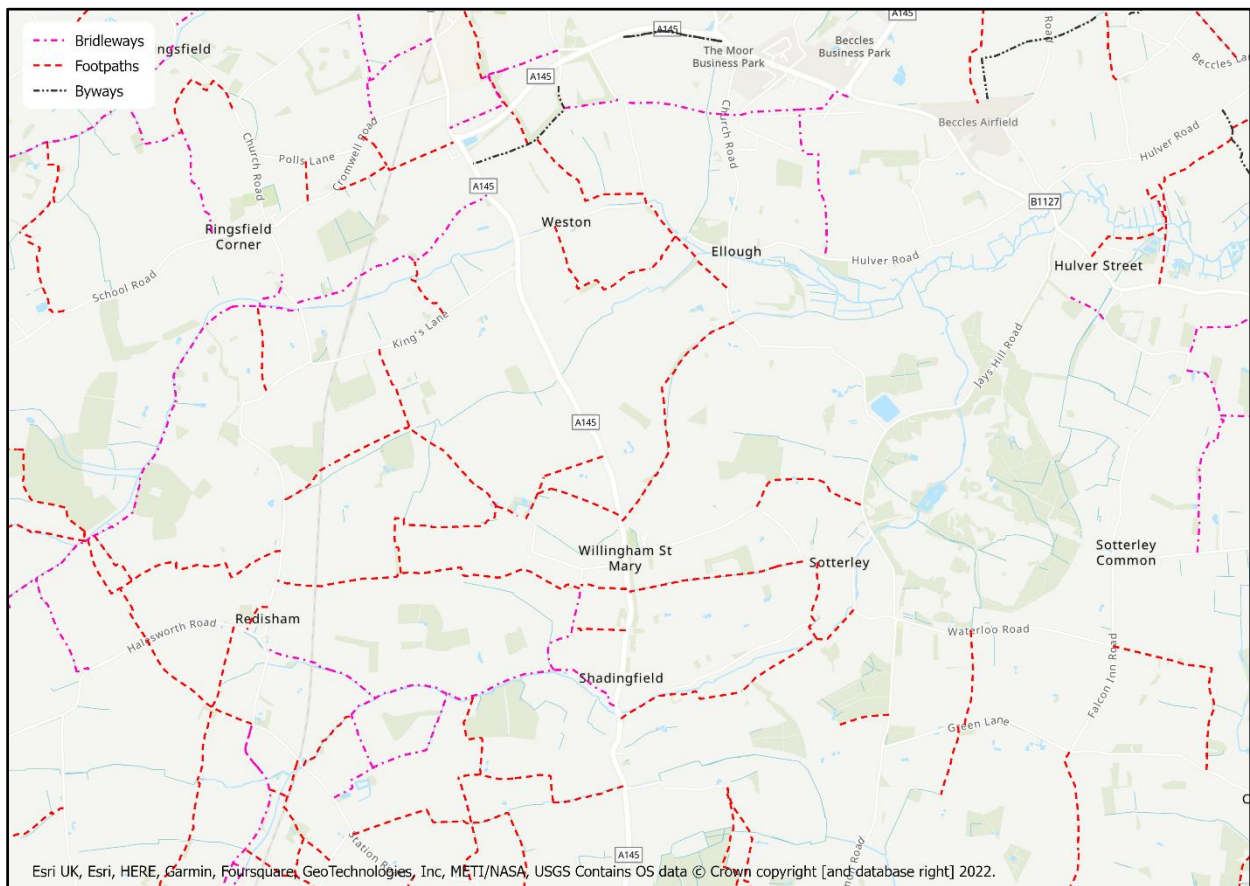 Bridleways
Footpaths
Byways
ngsfield
A145
The Moor
Business Park
Beccles
Business Park
A145
Road
Beccles Lane
A145
Church Road
Beccles Airfield
Hulver Road
Church Road
Polls Lane
Cromwell Road
A145
B1127
Ringsfield
Corner
Weston
Ellough
Hulver Road
Hulver Street
School Road
King's Lane
Jays Hill Road
A145
Willingham St
Mary
Sotterley
Sotterley
Common
Redisham
Halesworth Road
Waterloo Road
Shadingfield
Falcon Inn Road
Green Lane
C
Station Ro
A145
Esri UK, Esri, HERE, Garmin, Foursquare, GeoTechnologies, Inc, METI/NASA, USGS Contains OS data © Crown copyright [and database right] 2022.